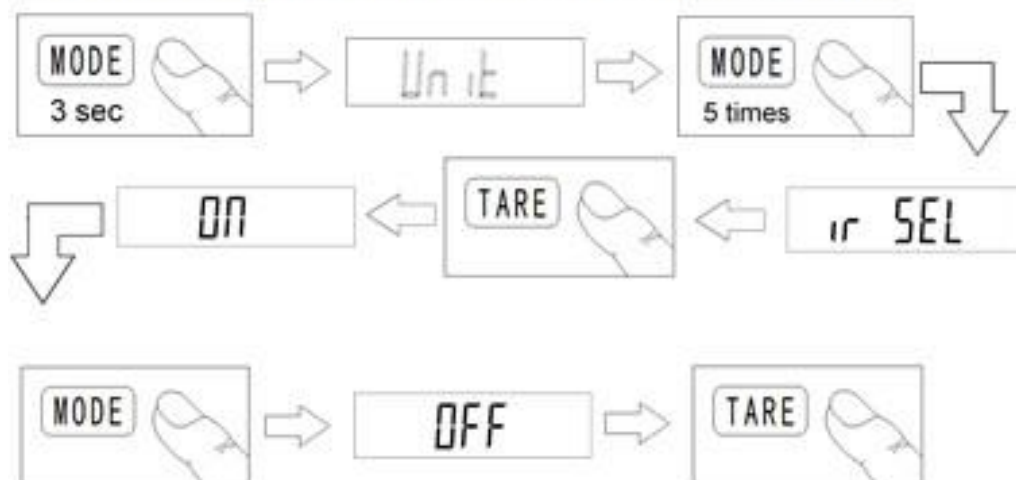 MODE
3 sec
Unit
MODE
5 times
ir SEL
TARE
ON
MODE
OFF
TARE